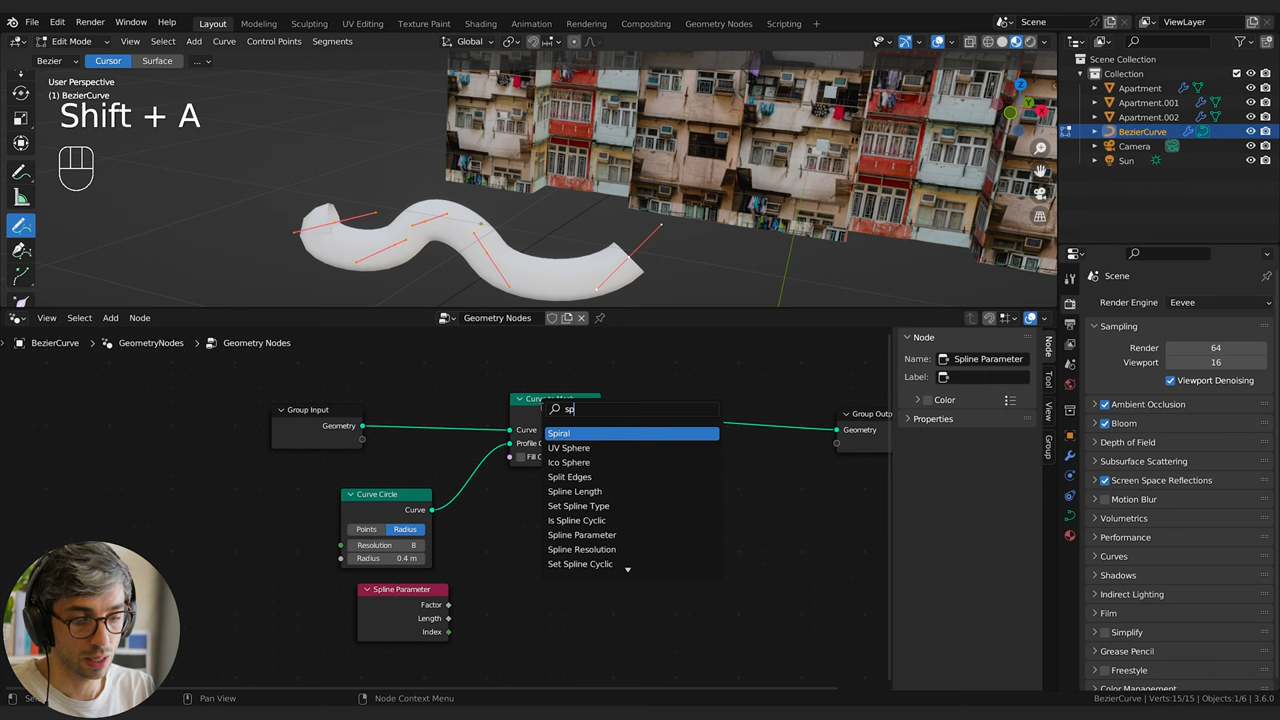 File Edit Render Window Help Layout Modeling Sculpting UV Editing Texture Paint Shading Animation Rendering Compositing Geometry Nodes Scripting + Scene ViewLayer
Edit Mode View Select Add Curve Control Points Segments Global
Bezier Cursor Surface ...
User Perspective
(1) BezierCurve
Shift + A
Scene Collection
Collection
Apartment
Apartment.001
Apartment.002
BezierCurve
Camera
Sun
X
Y
Z
View Select Add Node Geometry Nodes
BezierCurve GeometryNodes Geometry Nodes
Group Input
Geometry
Curve
Profile
Fill
sp
Spiral
UV Sphere
Ico Sphere
Split Edges
Spline Length
Set Spline Type
Is Spline Cyclic
Spline Parameter
Spline Resolution
Set Spline Cyclic
Group Outp
Geometry
Curve Circle
Curve
Points Radius
Resolution 8
Radius 0.4 m
Spline Parameter
Factor
Length
Index
Node
Name: Spline Parameter
Label:
Color
Properties
Node
Tool
View
Group
Scene
Render Engine Eevee
Sampling
Render 64
Viewport 16
Viewport Denoising
Ambient Occlusion
Bloom
Depth of Field
Subsurface Scattering
Screen Space Reflections
Motion Blur
Volumetrics
Performance
Curves
Shadows
Indirect Lighting
Film
Simplify
Grease Pencil
Freestyle
Color Management
Pan View Node Context Menu BezierCurve | Verts:15/15 | Objects:1/6 | 3.6.0